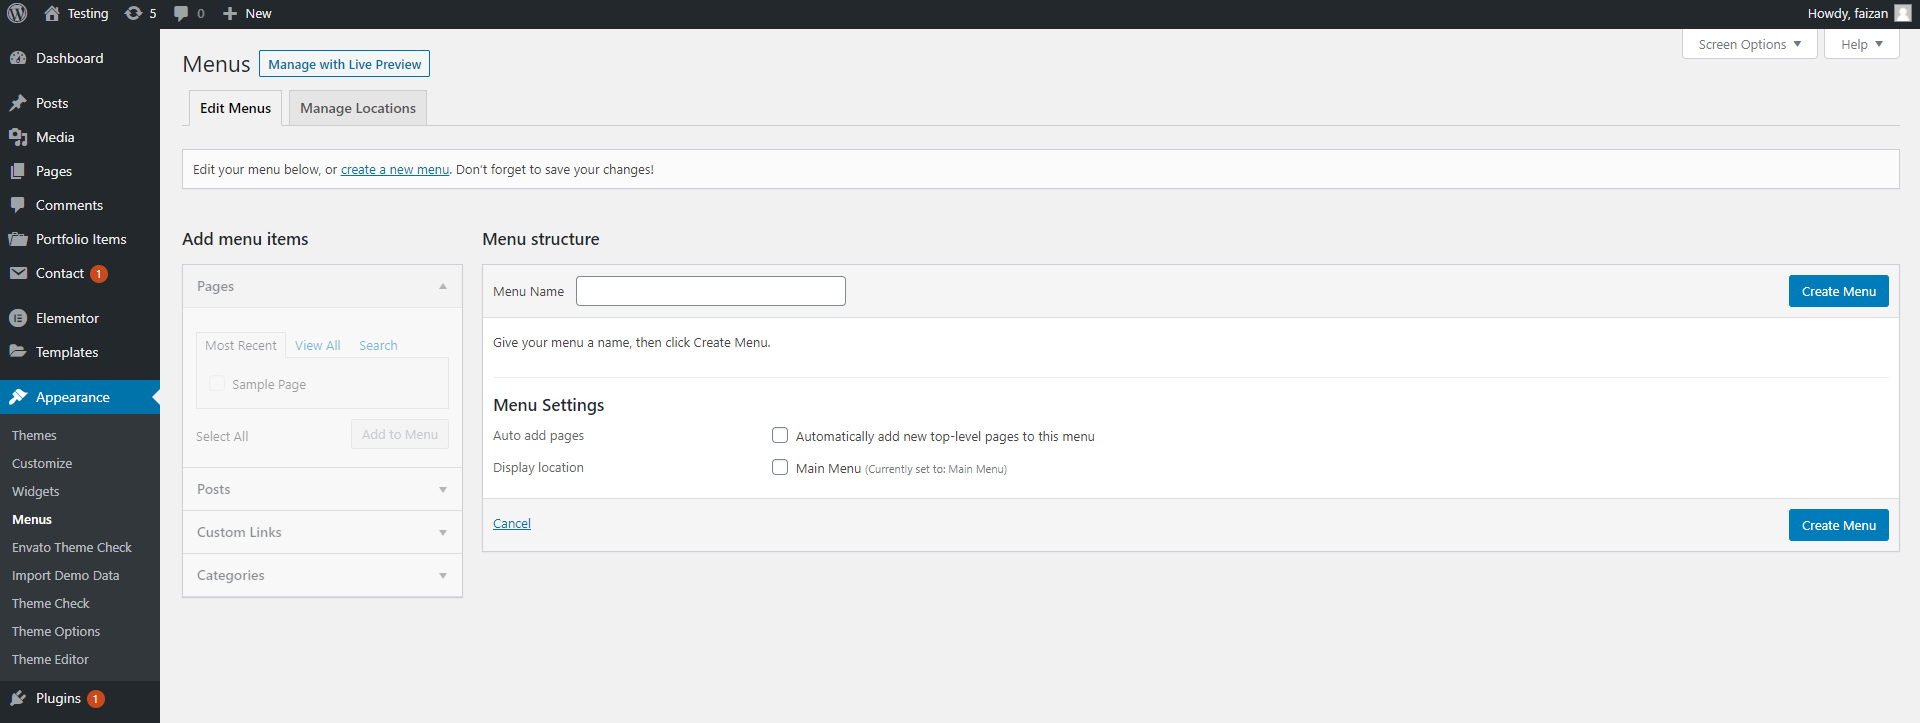 Testing
5
0
New
Howdy, faizan
Dashboard
Posts
Media
Pages
Comments
Portfolio Items
Contact 1
Elementor
Templates
Appearance
Themes
Customize
Widgets
Menus
Envato Theme Check
Import Demo Data
Theme Check
Theme Options
Theme Editor
Plugins 1
Screen Options
Help
Menus
Manage with Live Preview
Edit Menus
Manage Locations
Edit your menu below, or create a new menu. Don't forget to save your changes!
Add menu items
Pages
Most Recent
View All
Search
Sample Page
Select All
Add to Menu
Posts
Custom Links
Categories
Menu structure
Menu Name
Create Menu
Give your menu a name, then click Create Menu.
Menu Settings
Auto add pages
Automatically add new top-level pages to this menu
Display location
Main Menu (Currently set to: Main Menu)
Cancel
Create Menu